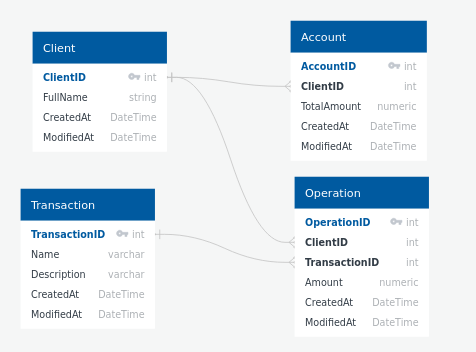 Client
ClientID int
FullName string
CreatedAt DateTime
ModifiedAt DateTime
Account
AccountID int
ClientID int
TotalAmount numeric
CreatedAt DateTime
ModifiedAt DateTime
Transaction
TransactionID int
Name varchar
Description varchar
CreatedAt DateTime
ModifiedAt DateTime
Operation
OperationID int
ClientID int
TransactionID int
Amount numeric
CreatedAt DateTime
ModifiedAt DateTime